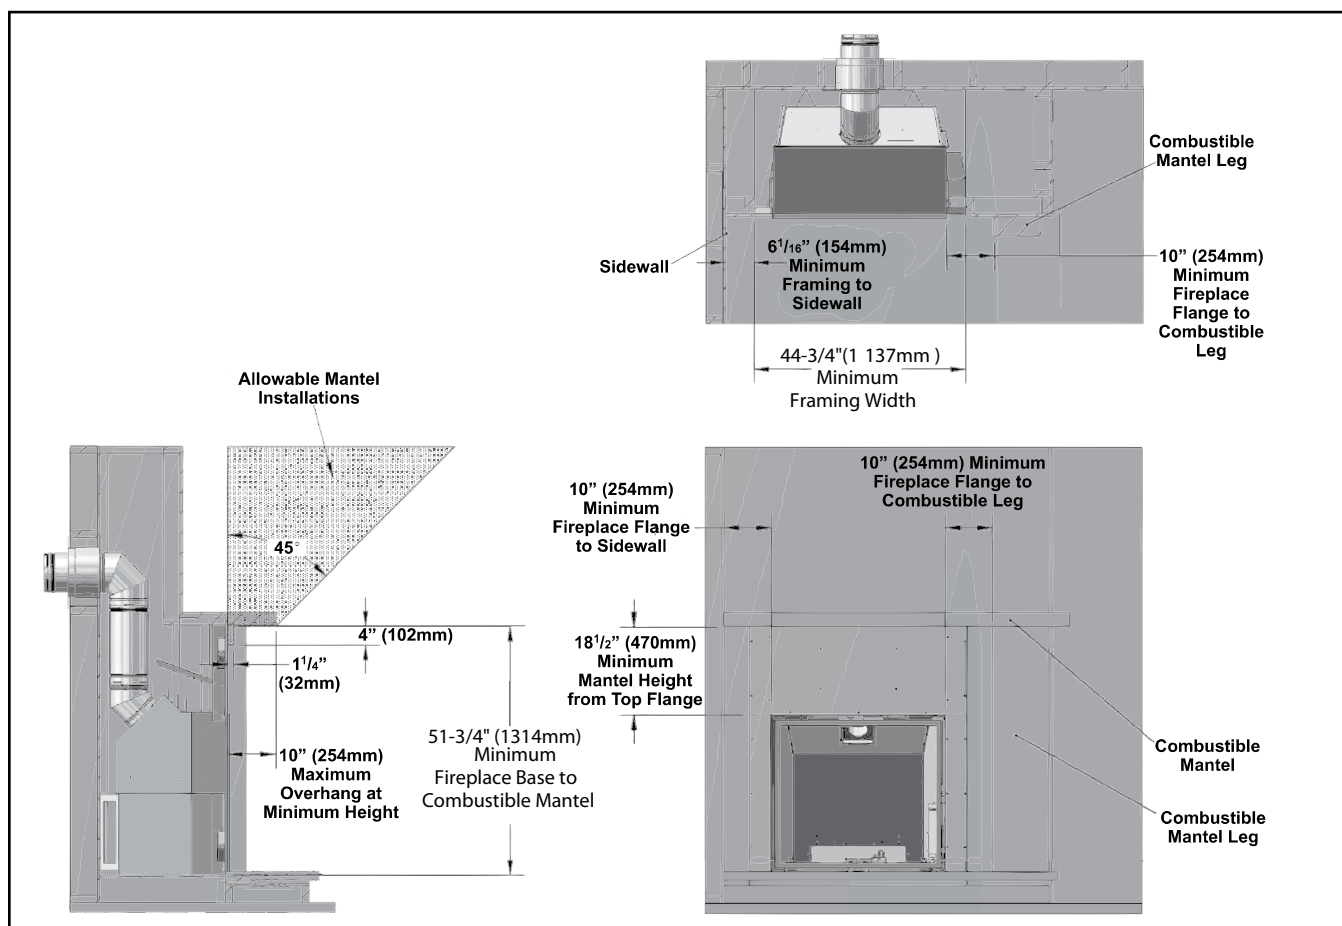 Combustible
Mantel Leg
6 1/16” (154mm)
Minimum
Framing to
Sidewall
Sidewall
10” (254mm)
Minimum
Fireplace
Flange to
Combustible
Leg
44-3/4"(1 137mm )
Minimum
Framing Width
Allowable Mantel
Installations
45°
4” (102mm)
1 1/4”
(32mm)
10” (254mm)
Maximum
Overhang at
Minimum Height
51-3/4" (1314mm)
Minimum
Fireplace Base to
Combustible Mantel
10” (254mm) Minimum
Fireplace Flange to
Combustible Leg
10” (254mm)
Minimum
Fireplace Flange
to Sidewall
18 1/2” (470mm)
Minimum
Mantel Height
from Top Flange
Combustible
Mantel
Combustible
Mantel Leg